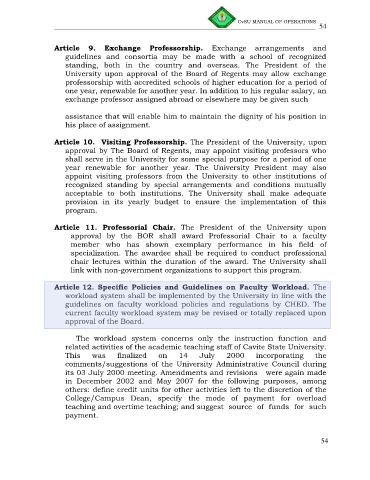 CvSU MANUAL OF OPERATIONS
54
Article 9. Exchange Professorship. Exchange arrangements and
guidelines and consortia may be made with a school of recognized
standing, both in the country and overseas. The President of the
University upon approval of the Board of Regents may allow exchange
professorship with accredited schools of higher education for a period of
one year, renewable for another year. In addition to his regular salary, an
exchange professor assigned abroad or elsewhere may be given such
assistance that will enable him to maintain the dignity of his position in
his place of assignment.
Article 10. Visiting Professorship. The President of the University, upon
approval by The Board of Regents, may appoint visiting professors who
shall serve in the University for some special purpose for a period of one
year renewable for another year. The University President may also
appoint visiting professors from the University to other institutions of
recognized standing by special arrangements and conditions mutually
acceptable to both institutions. The University shall make adequate
provision in its yearly budget to ensure the implementation of this
program.
Article 11. Professorial Chair. The President of the University upon
approval by the BOR shall award Professorial Chair to a faculty
member who has shown exemplary performance in his field of
specialization. The awardee shall be required to conduct professional
chair lectures within the duration of the award. The University shall
link with non-government organizations to support this program.
Article 12. Specific Policies and Guidelines on Faculty Workload. The
workload system shall be implemented by the University in line with the
guidelines on faculty workload policies and regulations by CHED. The
current faculty workload system may be revised or totally replaced upon
approval of the Board.
The workload system concerns only the instruction function and
related activities of the academic teaching staff of Cavite State University.
This was finalized on 14 July 2000 incorporating the
comments/suggestions of the University Administrative Council during
its 03 July 2000 meeting. Amendments and revisions were again made
in December 2002 and May 2007 for the following purposes, among
others: define credit units for other activities left to the discretion of the
College/Campus Dean, specify the mode of payment for overload
teaching and overtime teaching; and suggest source of funds for such
payment.
54